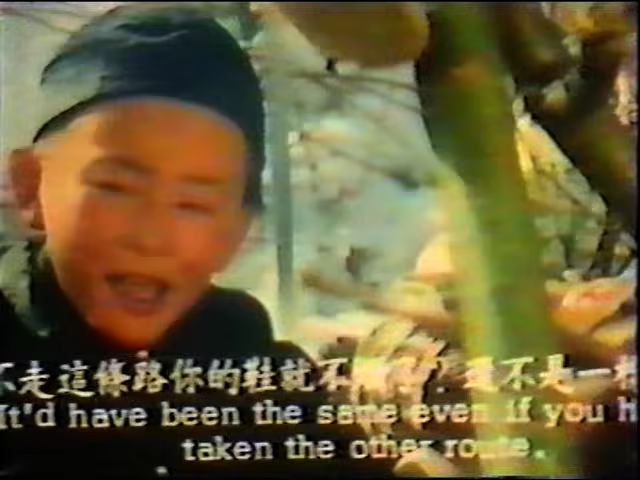 不走這條路你的鞋就不 還不是一
It'd have been the same even if you h
taken the other route.